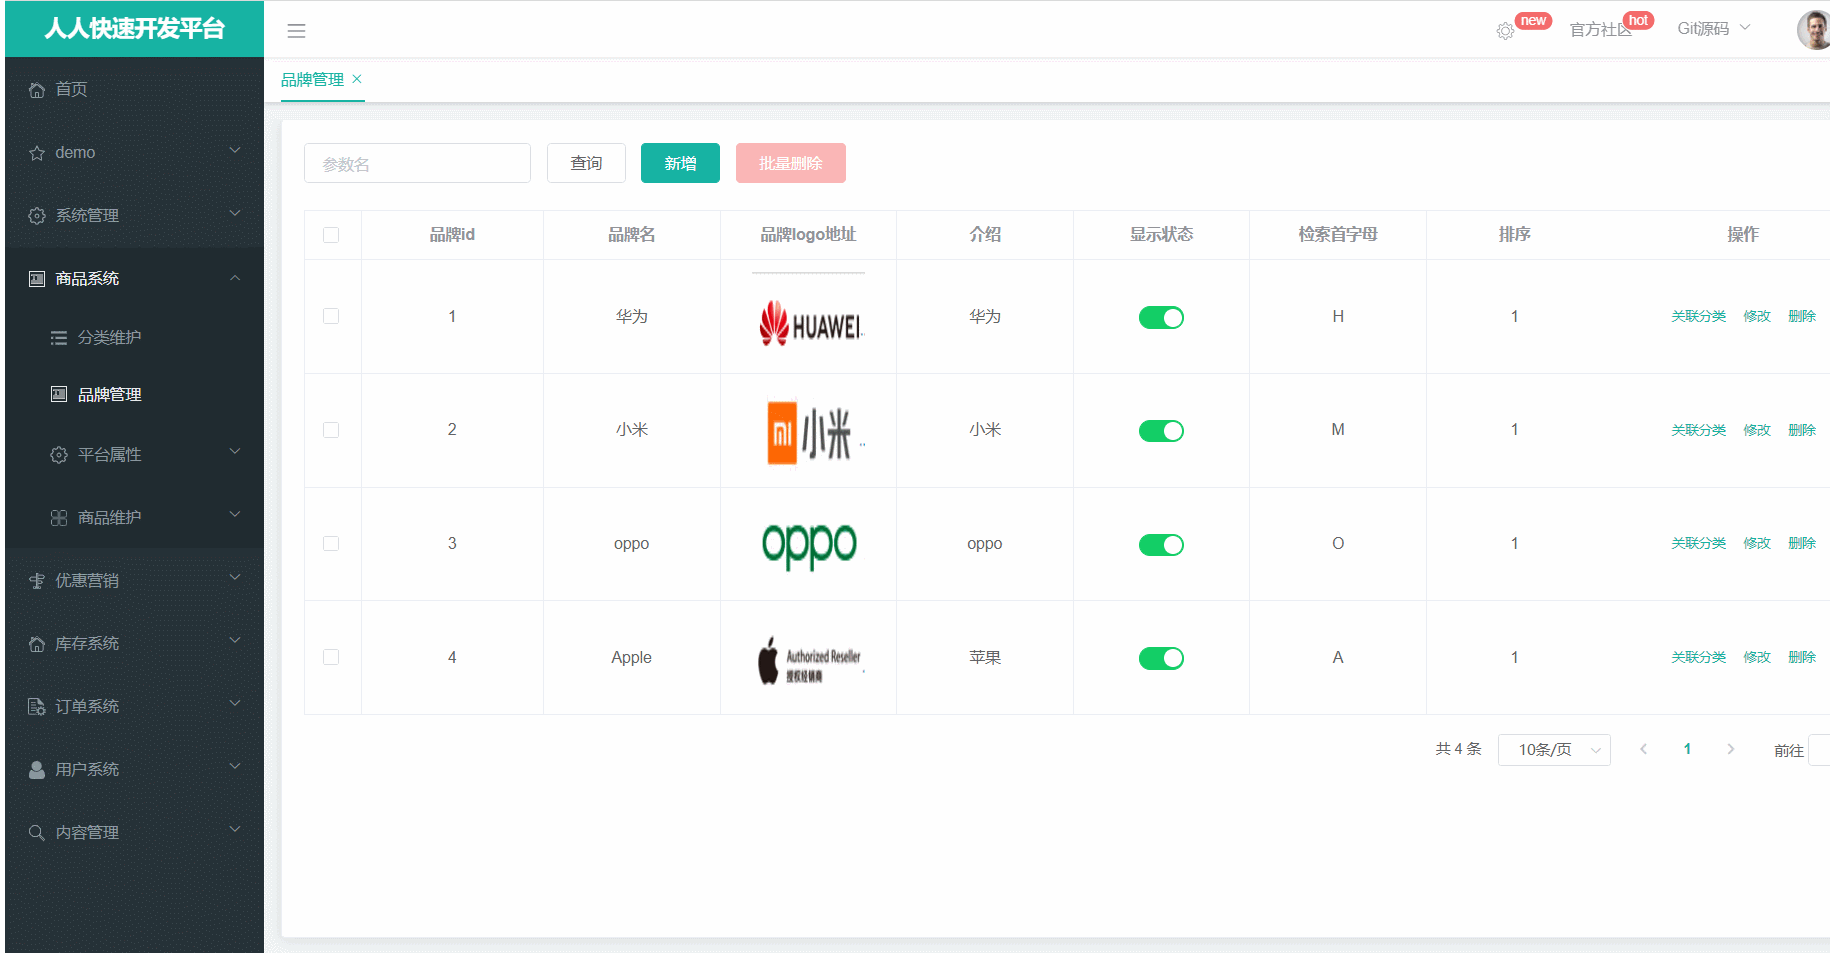 人人快速开发平台
new
官方社区
hot
Git源码
首页
demo
系统管理
商品系统
分类维护
品牌管理
平台属性
商品维护
优惠营销
库存系统
订单系统
用户系统
内容管理
品牌管理
参数名 查询 新增 批量删除
品牌id 品牌名 品牌logo地址 介绍 显示状态 检索首字母 排序 操作
1 华为 HUAWEI 华为 H 1 关联分类 修改 删除
2 小米 小米 小米 M 1 关联分类 修改 删除
3 oppo oppo oppo O 1 关联分类 修改 删除
4 Apple Authorized Reseller 授权经销商 苹果 A 1 关联分类 修改 删除
共 4 条 10条/页 1 前往